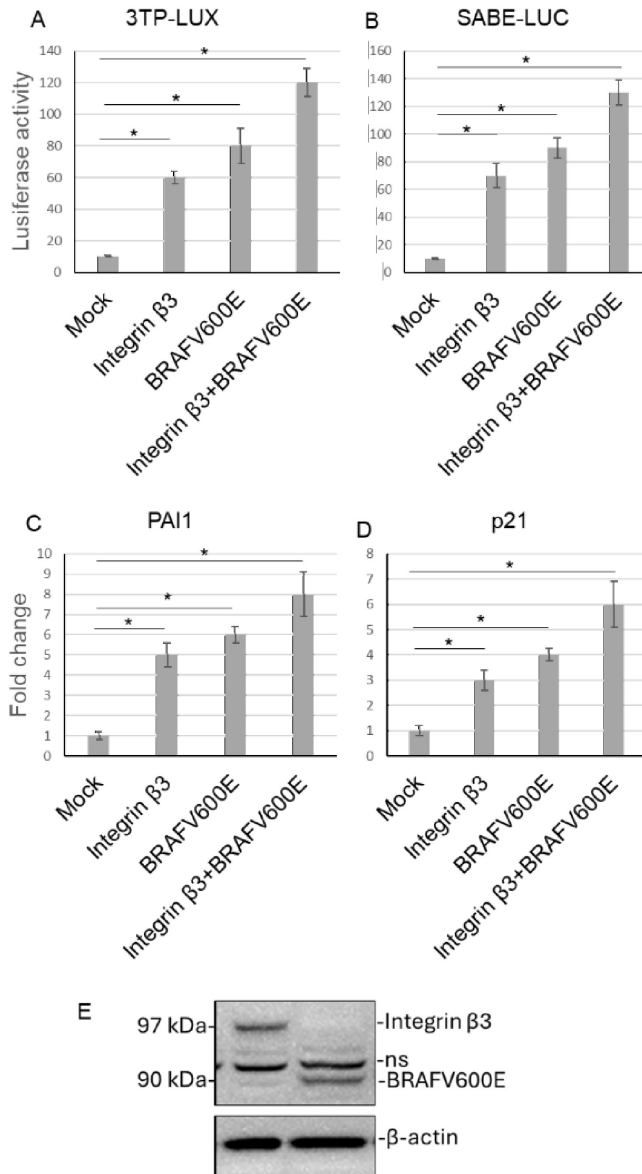 A
3TP-LUX
Lusiferase activity
140
120
100
80
60
40
20
0
*
*
*
Mock
Integrin β3
BRAFV600E
Integrin β3+BRAFV600E
B
SABE-LUC
160
140
120
100
80
60
40
20
0
*
*
*
Mock
Integrin β3
BRAFV600E
Integrin β3+BRAFV600E
C
PAI1
Fold change
10
9
8
7
6
5
4
3
2
1
0
*
*
*
Mock
Integrin β3
BRAFV600E
Integrin β3+BRAFV600E
D
p21
8
7
6
5
4
3
2
1
0
*
*
*
Mock
Integrin β3
BRAFV600E
Integrin β3+BRAFV600E
E
97 kDa- -Integrin β3
-ns
90 kDa- -BRAFV600E
-β-actin